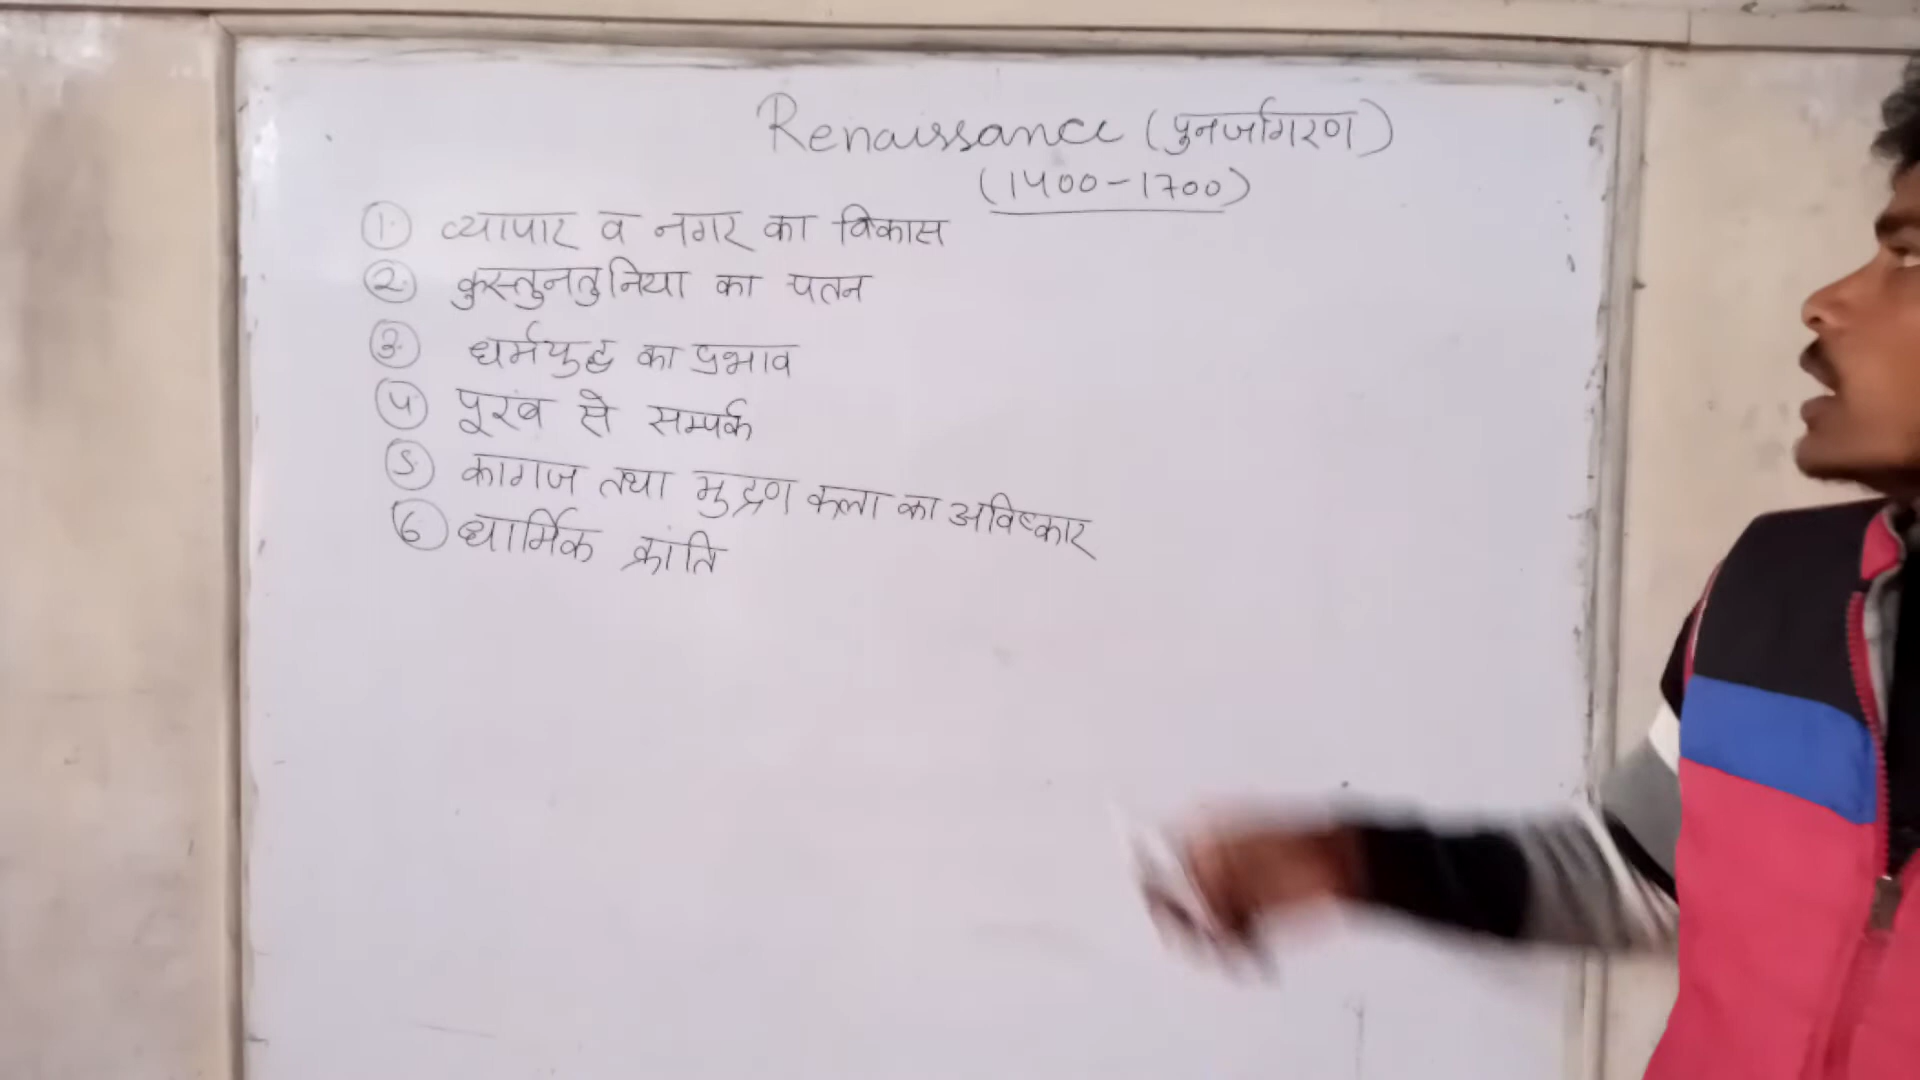 Renaissance (पुनर्जागरण)
(1400-1700)
1. व्यापार व नगर का विकास
2. कुस्तुनतुनिया का पतन
3. धर्मयुद्ध का प्रभाव
4 पूरब से सम्पर्क
5. कागज तथा मुद्रण कला का अविष्कार
6. धार्मिक क्रांति